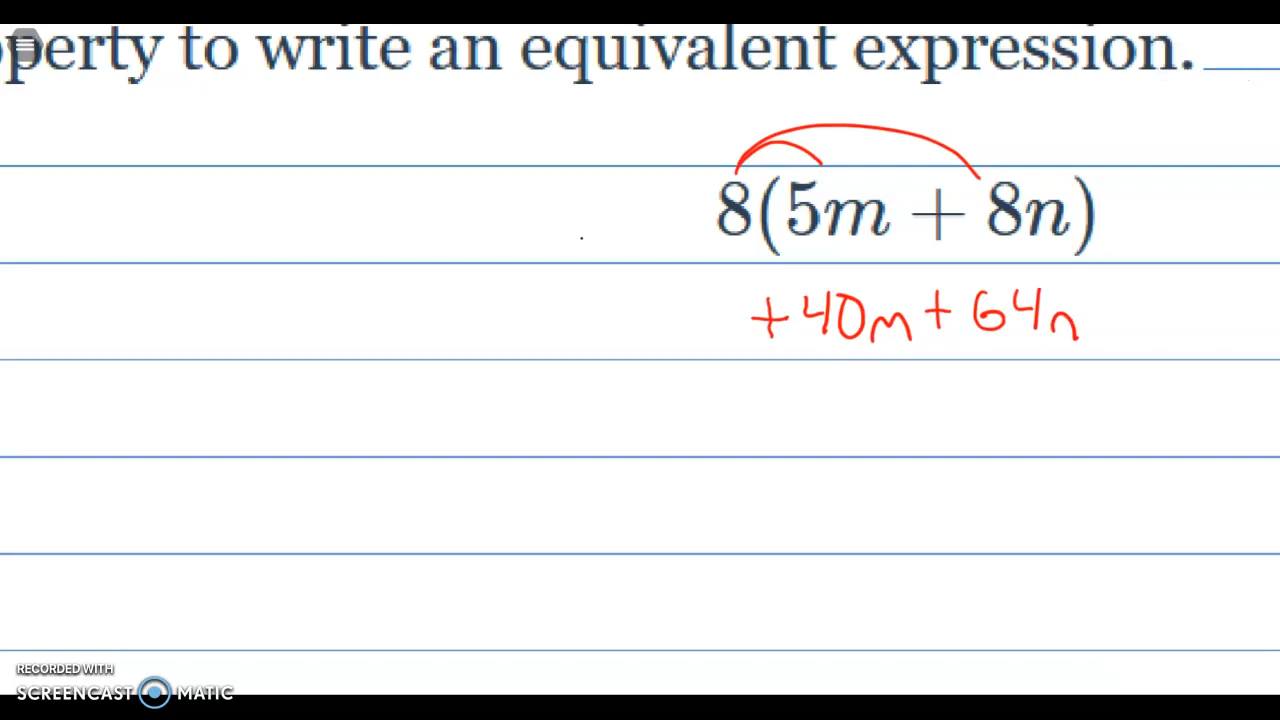 perty to write an equivalent expression.
8(5m + 8n)
+40m+64n
RECORDED WITH
SCREENCAST MATIC